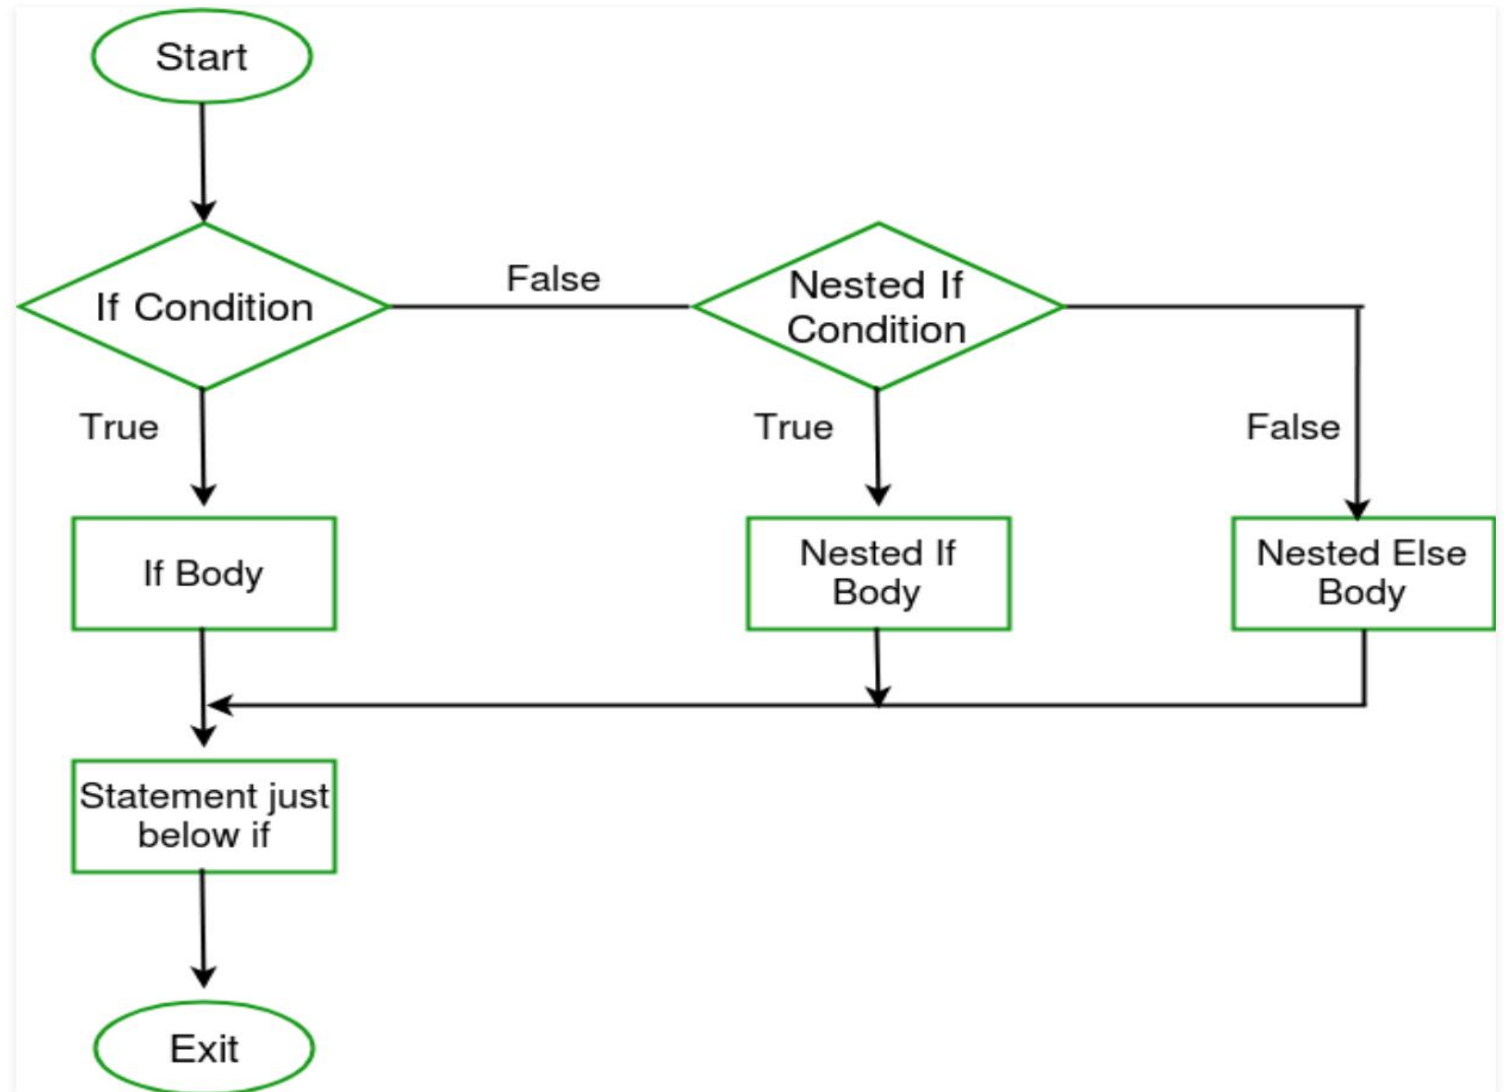 Start
If Condition
False
Nested If
Condition
True
True
False
If Body
Nested If
Body
Nested Else
Body
Statement just
below if
Exit